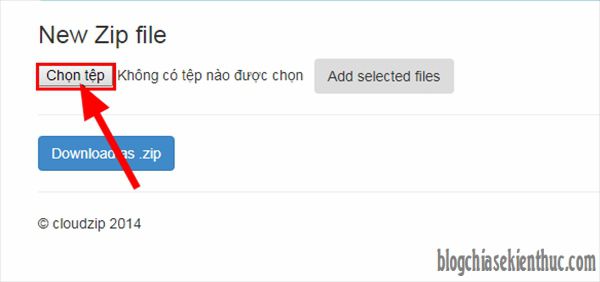 New Zip file
Chọn tệp Không có tệp nào được chọn Add selected files
Download as .zip
© cloudzip 2014
blogchiasekienthuc.com